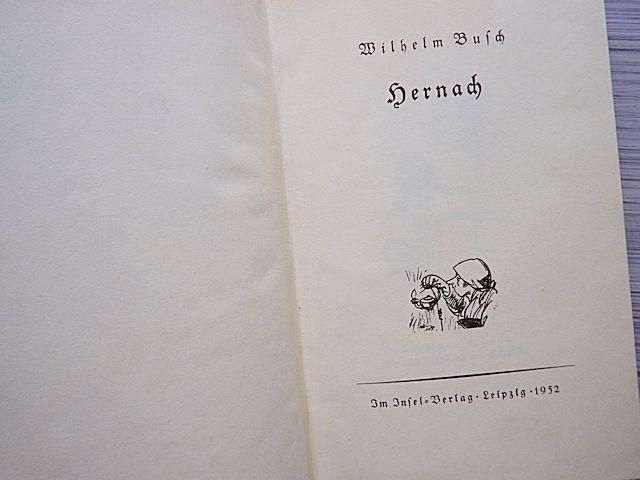 Wilhelm Buſch
Hernach
Im Inſel=Verlag · Leipzig · 1952